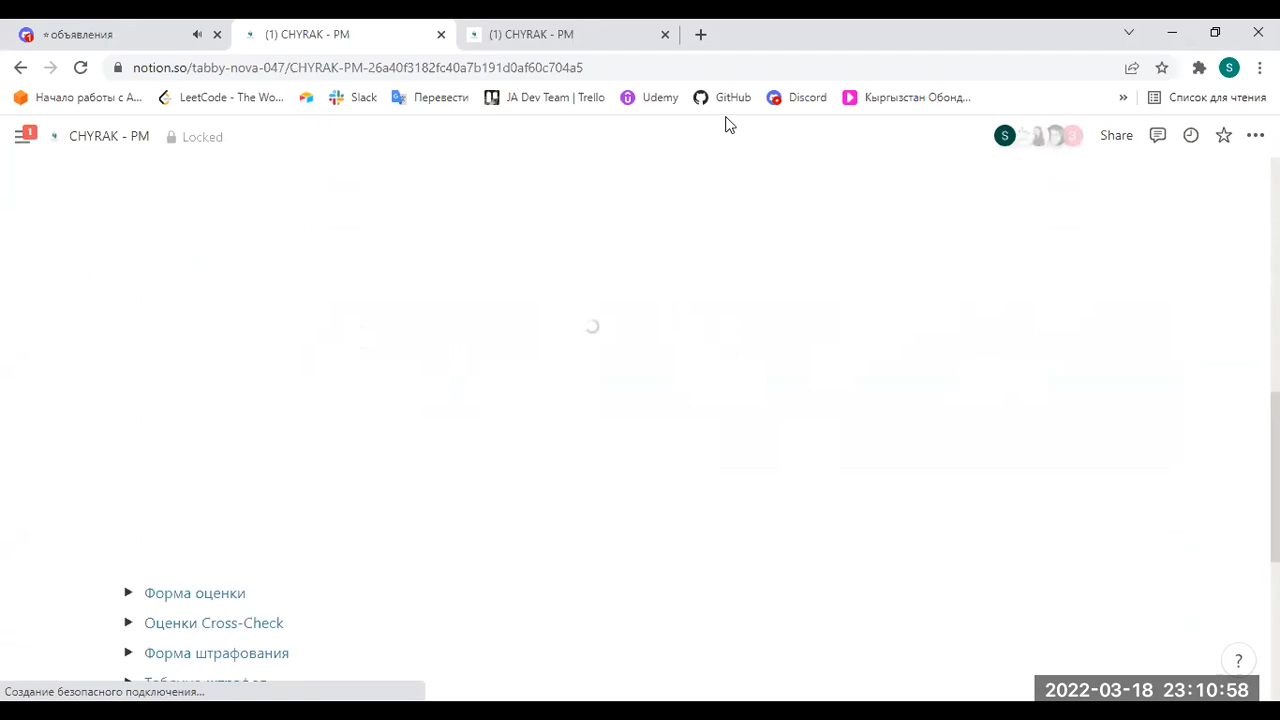 объявления
(1) CHYRAK - PM
(1) CHYRAK - PM
notion.so/tabby-nova-047/CHYRAK-PM-26a40f3182fc40a7b191d0af60c704a5
S
Начало работы с A...
LeetCode - The Wo...
Slack
Перевести
JA Dev Team | Trello
Udemy
GitHub
Discord
Кыргызстан Обонд...
»
Список для чтения
1
CHYRAK - PM
Locked
S
3
Share
Форма оценки
Оценки Cross-Check
Форма штрафования
?
Создание безопасного подключения...
2022-03-18 23:10:58